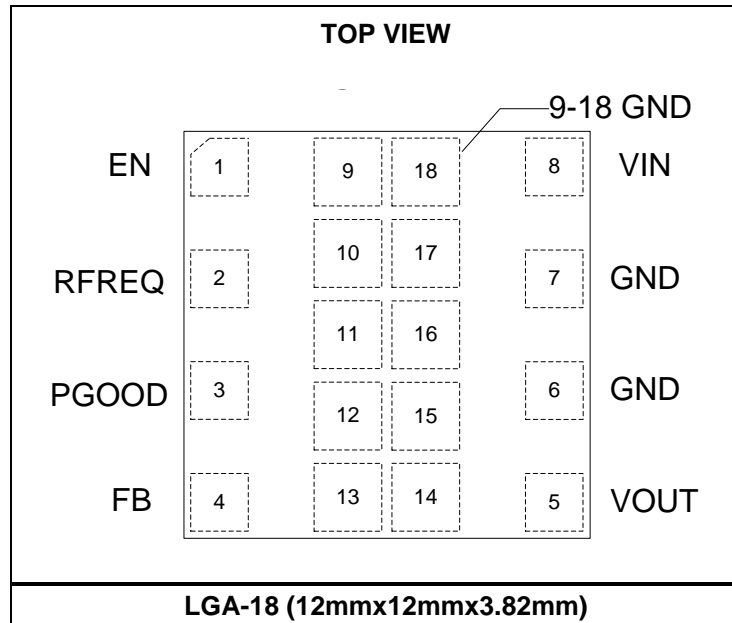 TOP VIEW
9-18 GND
EN 1 9 18 8 VIN
RFREQ 2 10 17 7 GND
11 16
PGOOD 3 12 15 6 GND
FB 4 13 14 5 VOUT
LGA-18 (12mmx12mmx3.82mm)